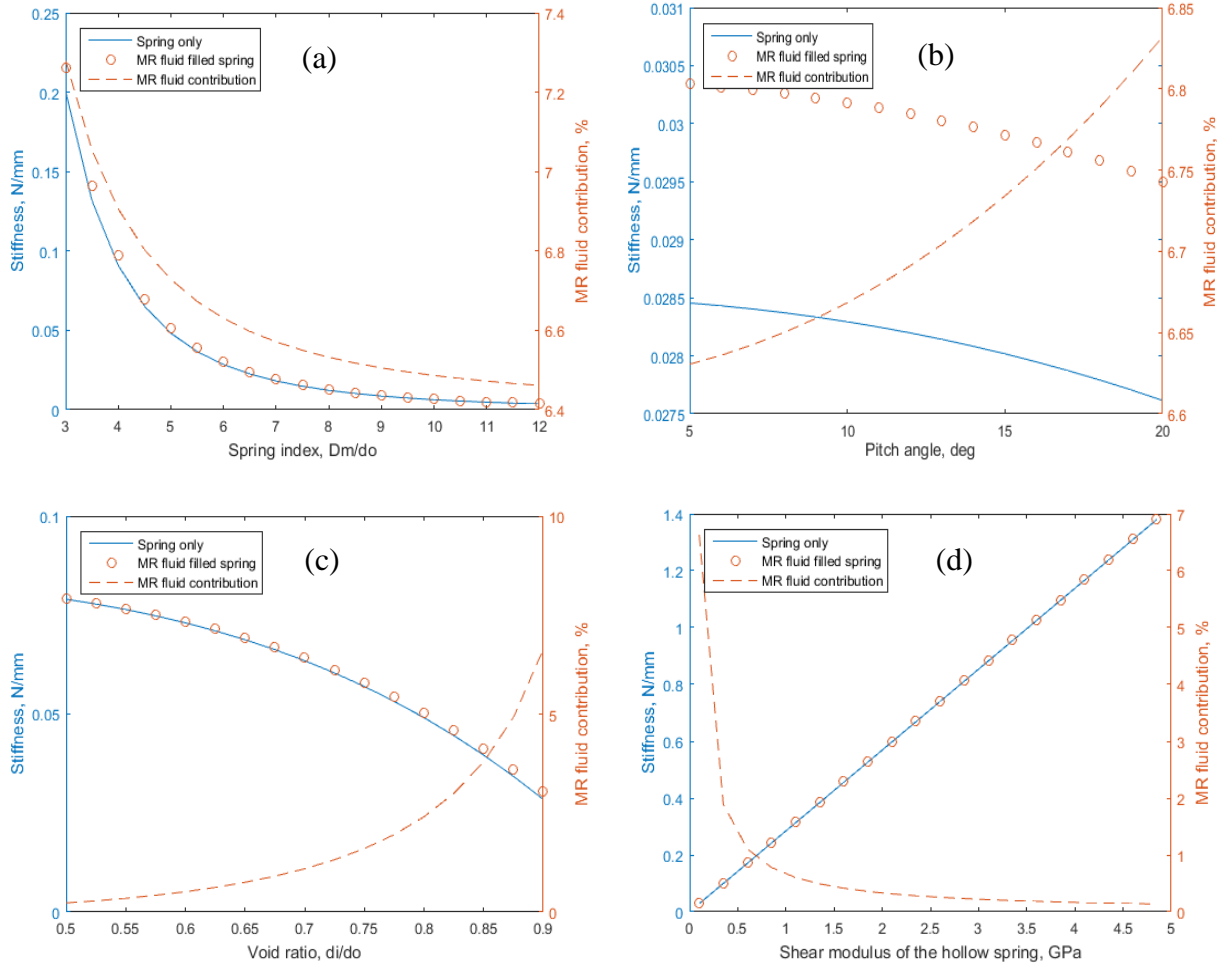 (a)
Spring only
MR fluid filled spring
MR fluid contribution
0.25
0.2
0.15
0.1
0.05
0
Stiffness, N/mm
7.4
7.2
7
6.8
6.6
6.4
MR fluid contribution, %
3 4 5 6 7 8 9 10 11 12
Spring index, Dm/do
(b)
Spring only
MR fluid filled spring
MR fluid contribution
0.031
0.0305
0.03
0.0295
0.029
0.0285
0.028
0.0275
Stiffness, N/mm
6.85
6.8
6.75
6.7
6.65
6.6
MR fluid contribution, %
5 10 15 20
Pitch angle, deg
(c)
Spring only
MR fluid filled spring
MR fluid contribution
0.1
0.05
0
Stiffness, N/mm
10
5
0
MR fluid contribution, %
0.5 0.55 0.6 0.65 0.7 0.75 0.8 0.85 0.9
Void ratio, di/do
(d)
Spring only
MR fluid filled spring
MR fluid contribution
1.4
1.2
1
0.8
0.6
0.4
0.2
0
Stiffness, N/mm
7
6
5
4
3
2
1
0
MR fluid contribution, %
0 0.5 1 1.5 2 2.5 3 3.5 4 4.5 5
Shear modulus of the hollow spring, GPa